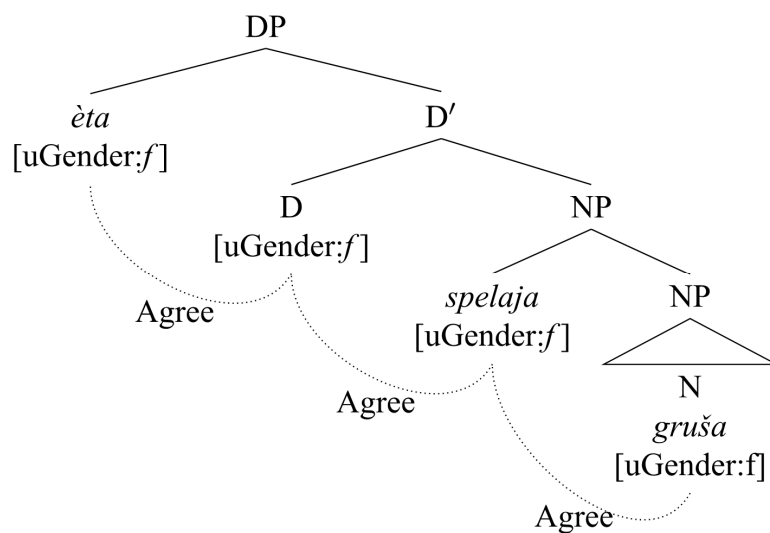 DP
èta
[uGender:f]
D′
D
[uGender:f]
NP
Agree
spelaja
[uGender:f]
NP
Agree
N
gruša
[uGender:f]
Agree